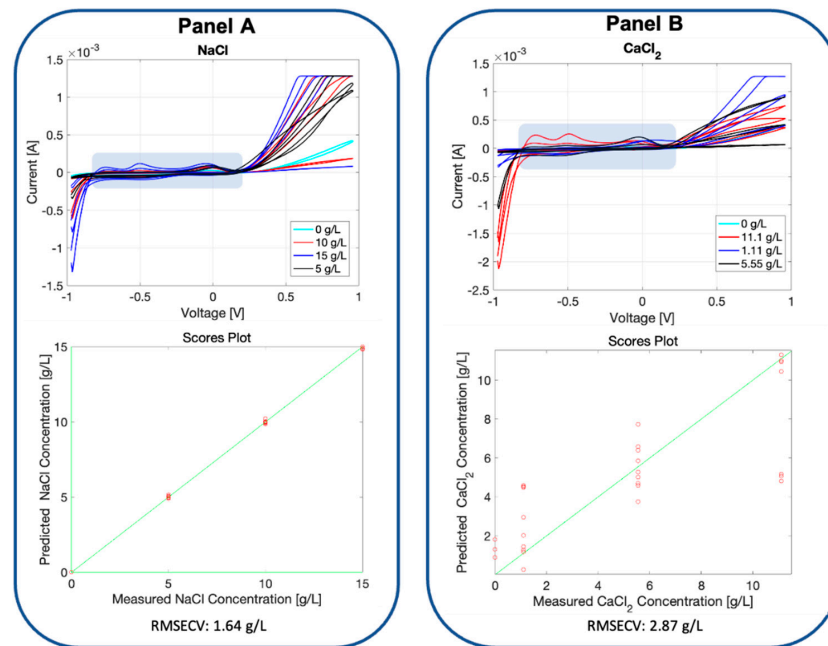 Panel A
NaCl
×10⁻³
1.5
1
0.5
0
-0.5
-1
-1.5
Current [A]
0 g/L
10 g/L
15 g/L
5 g/L
-1
-0.5
0
0.5
1
Voltage [V]
Scores Plot
15
10
5
0
Predicted NaCl Concentration [g/L]
0
5
10
15
Measured NaCl Concentration [g/L]
RMSECV: 1.64 g/L
Panel B
CaCl₂
×10⁻³
1.5
1
0.5
0
-0.5
-1
-1.5
-2
-2.5
Current [A]
0 g/L
11.1 g/L
1.11 g/L
5.55 g/L
-1
-0.5
0
0.5
1
Voltage [V]
Scores Plot
10
8
6
4
2
Predicted CaCl₂ Concentration [g/L]
0
2
4
6
8
10
Measured CaCl₂ Concentration [g/L]
RMSECV: 2.87 g/L